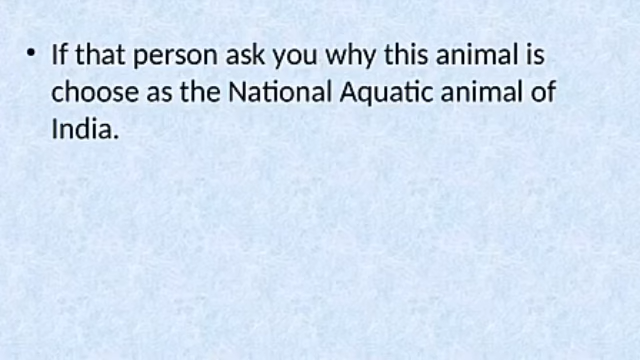 • If that person ask you why this animal is
choose as the National Aquatic animal of
India.